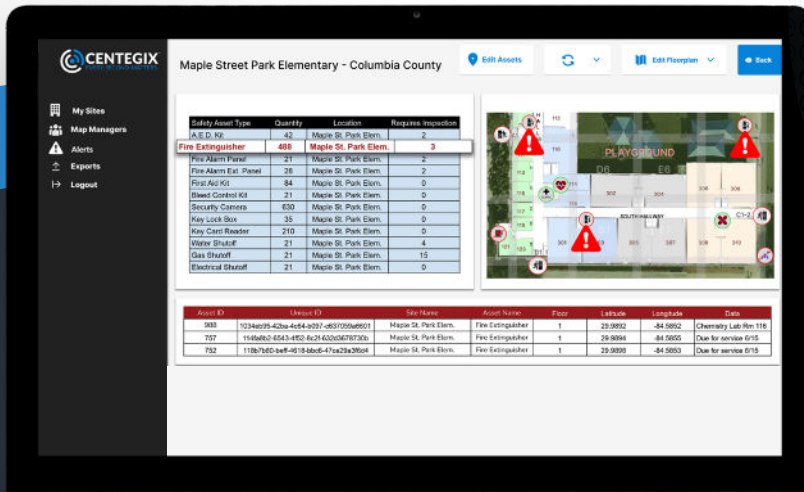 CENTEGIX
Maple Street Park Elementary - Columbia County
Edit Assets
Edit Floorplan
Back
My Sites
Map Managers
Alerts
Exports
Logout
Safety Asset Type Quantity Location Requires Inspection
A.E.D. Kit 42 Maple St. Park Elem. 2
Fire Extinguisher 488 Maple St. Park Elem. 3
Fire Alarm Panel 21 Maple St. Park Elem. 2
Fire Alarm Ext. Panel 28 Maple St. Park Elem. 2
First Aid Kit 84 Maple St. Park Elem. 0
Bleed Control Kit 21 Maple St. Park Elem. 0
Security Camera 630 Maple St. Park Elem. 0
Key Lock Box 35 Maple St. Park Elem. 0
Key Card Reader 210 Maple St. Park Elem. 0
Water Shutoff 21 Maple St. Park Elem. 4
Gas Shutoff 21 Maple St. Park Elem. 15
Electrical Shutoff 21 Maple St. Park Elem. 0
PLAYGROUND
D6 E6
SOUTH HALLWAY
C1-2
Asset ID Unique ID Site Name Asset Name Floor Latitude Longitude Data
988 Maple St. Park Elem. Fire Extinguisher 1 29.9892 -84.5652 Chemistry Lab Rm 116
757 Maple St. Park Elem. Fire Extinguisher 1 29.9894 -84.5655 Due for service 6/15
752 Maple St. Park Elem. Fire Extinguisher 1 29.9898 -84.5653 Due for service 6/15